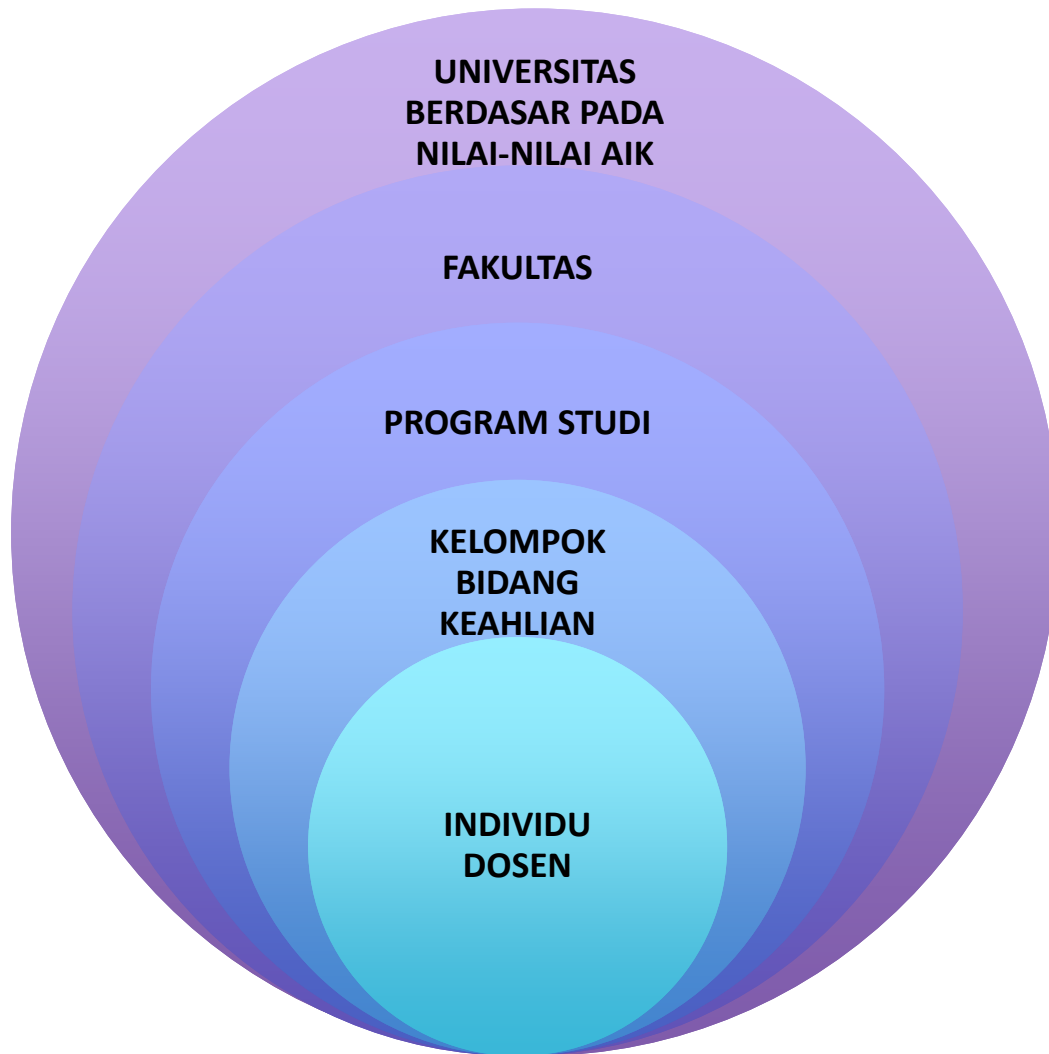 UNIVERSITAS
BERDASAR PADA
NILAI-NILAI AIK
FAKULTAS
PROGRAM STUDI
KELOMPOK
BIDANG
KEAHLIAN
INDIVIDU
DOSEN